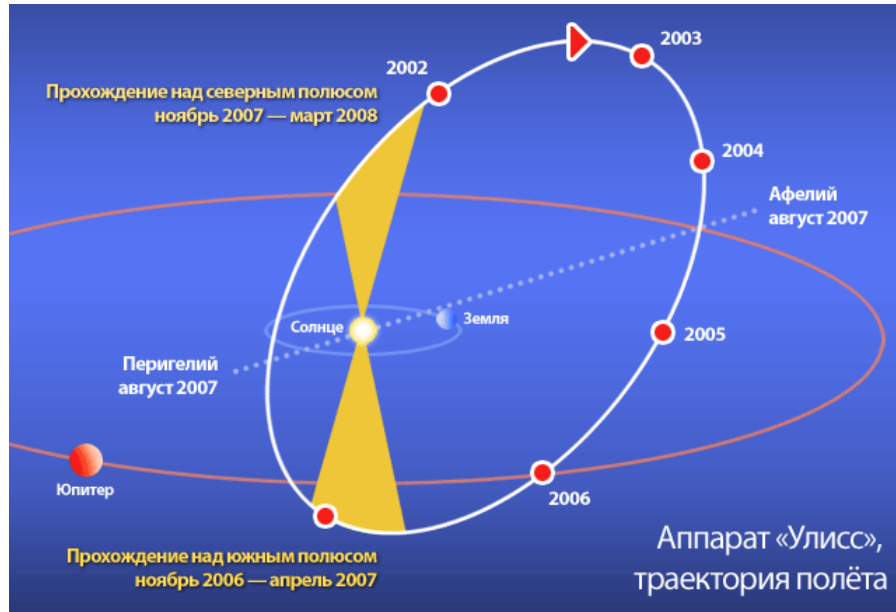 2003
2002
Прохождение над северным полюсом
ноябрь 2007 — март 2008
2004
Афелий
август 2007
Солнце
Земля
2005
Перигелий
август 2007
Юпитер
2006
Прохождение над южным полюсом
ноябрь 2006 — апрель 2007
Аппарат «Улисс»,
траектория полёта